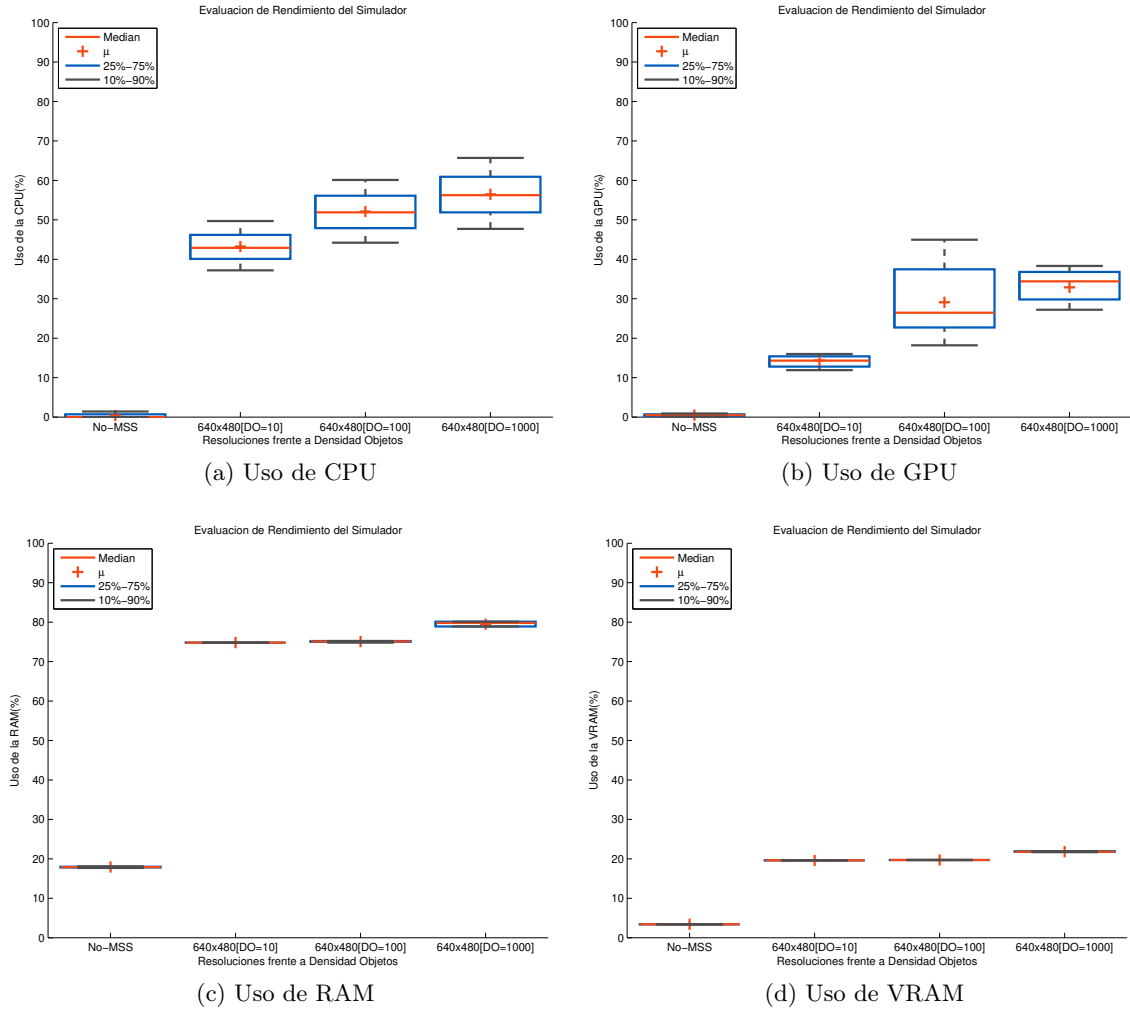 Evaluacion de Rendimiento del Simulador
Median
μ
25%−75%
10%−90%
100
90
80
70
60
50
40
30
20
10
0
Uso de la CPU(%)
No−MSS
640x480[DO=10]
640x480[DO=100]
640x480[DO=1000]
Resoluciones frente a Densidad Objetos
(a) Uso de CPU
Evaluacion de Rendimiento del Simulador
Median
μ
25%−75%
10%−90%
100
90
80
70
60
50
40
30
20
10
0
Uso de la GPU(%)
No−MSS
640x480[DO=10]
640x480[DO=100]
640x480[DO=1000]
Resoluciones frente a Densidad Objetos
(b) Uso de GPU
Evaluacion de Rendimiento del Simulador
Median
μ
25%−75%
10%−90%
100
90
80
70
60
50
40
30
20
10
0
Uso de la RAM(%)
No−MSS
640x480[DO=10]
640x480[DO=100]
640x480[DO=1000]
Resoluciones frente a Densidad Objetos
(c) Uso de RAM
Evaluacion de Rendimiento del Simulador
Median
μ
25%−75%
10%−90%
100
90
80
70
60
50
40
30
20
10
0
Uso de la VRAM(%)
No−MSS
640x480[DO=10]
640x480[DO=100]
640x480[DO=1000]
Resoluciones frente a Densidad Objetos
(d) Uso de VRAM